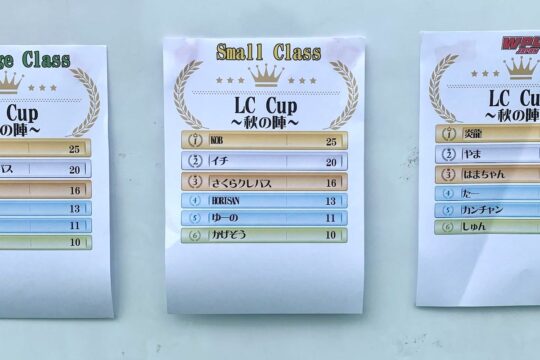 ge Class
Cup
の陣～
25
パス 20
16
13
11
10
Small Class
LC Cup
～秋の陣～
1 KOB 25
2 イチ 20
3 さくらクレパス 16
4 HORISAN 13
5 ゆーの 11
6 かげぞう 10
LC Cup
～秋の陣
1 炎龍
2 やま
3 はまちゃん
4 たー
5 カンチャン
6 しゅん